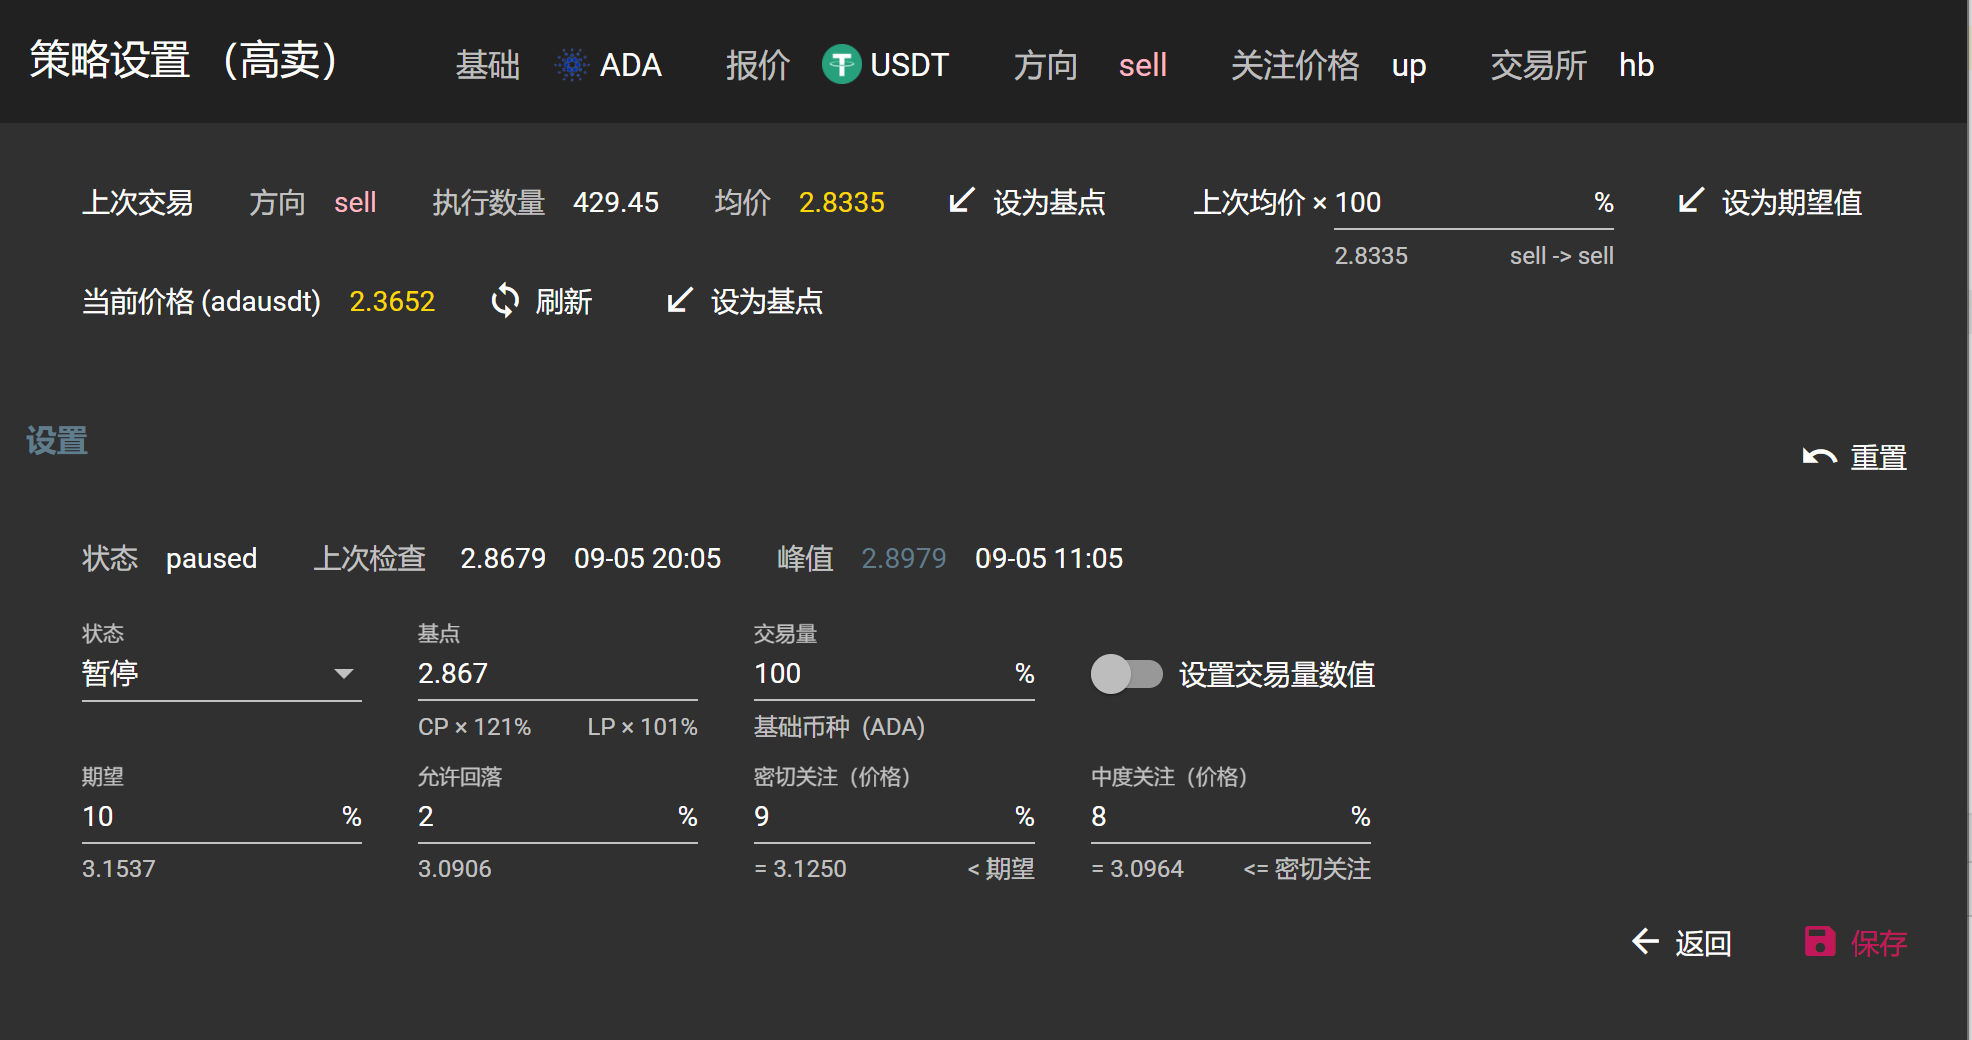 策略设置 （高卖） 基础 ADA 报价 USDT 方向 sell 关注价格 up 交易所 hb
上次交易 方向 sell 执行数量 429.45 均价 2.8335 设为基点 上次均价 × 100 % 设为期望值
2.8335 sell -> sell
当前价格 (adausdt) 2.3652 刷新 设为基点
设置
重置
状态 paused 上次检查 2.8679 09-05 20:05 峰值 2.8979 09-05 11:05
状态 基点 交易量
暂停 2.867 100 % 设置交易量数值
CP × 121% LP × 101% 基础币种（ADA）
期望 允许回落 密切关注（价格） 中度关注（价格）
10 % 2 % 9 % 8 %
3.1537 3.0906 = 3.1250 < 期望 = 3.0964 <= 密切关注
返回 保存